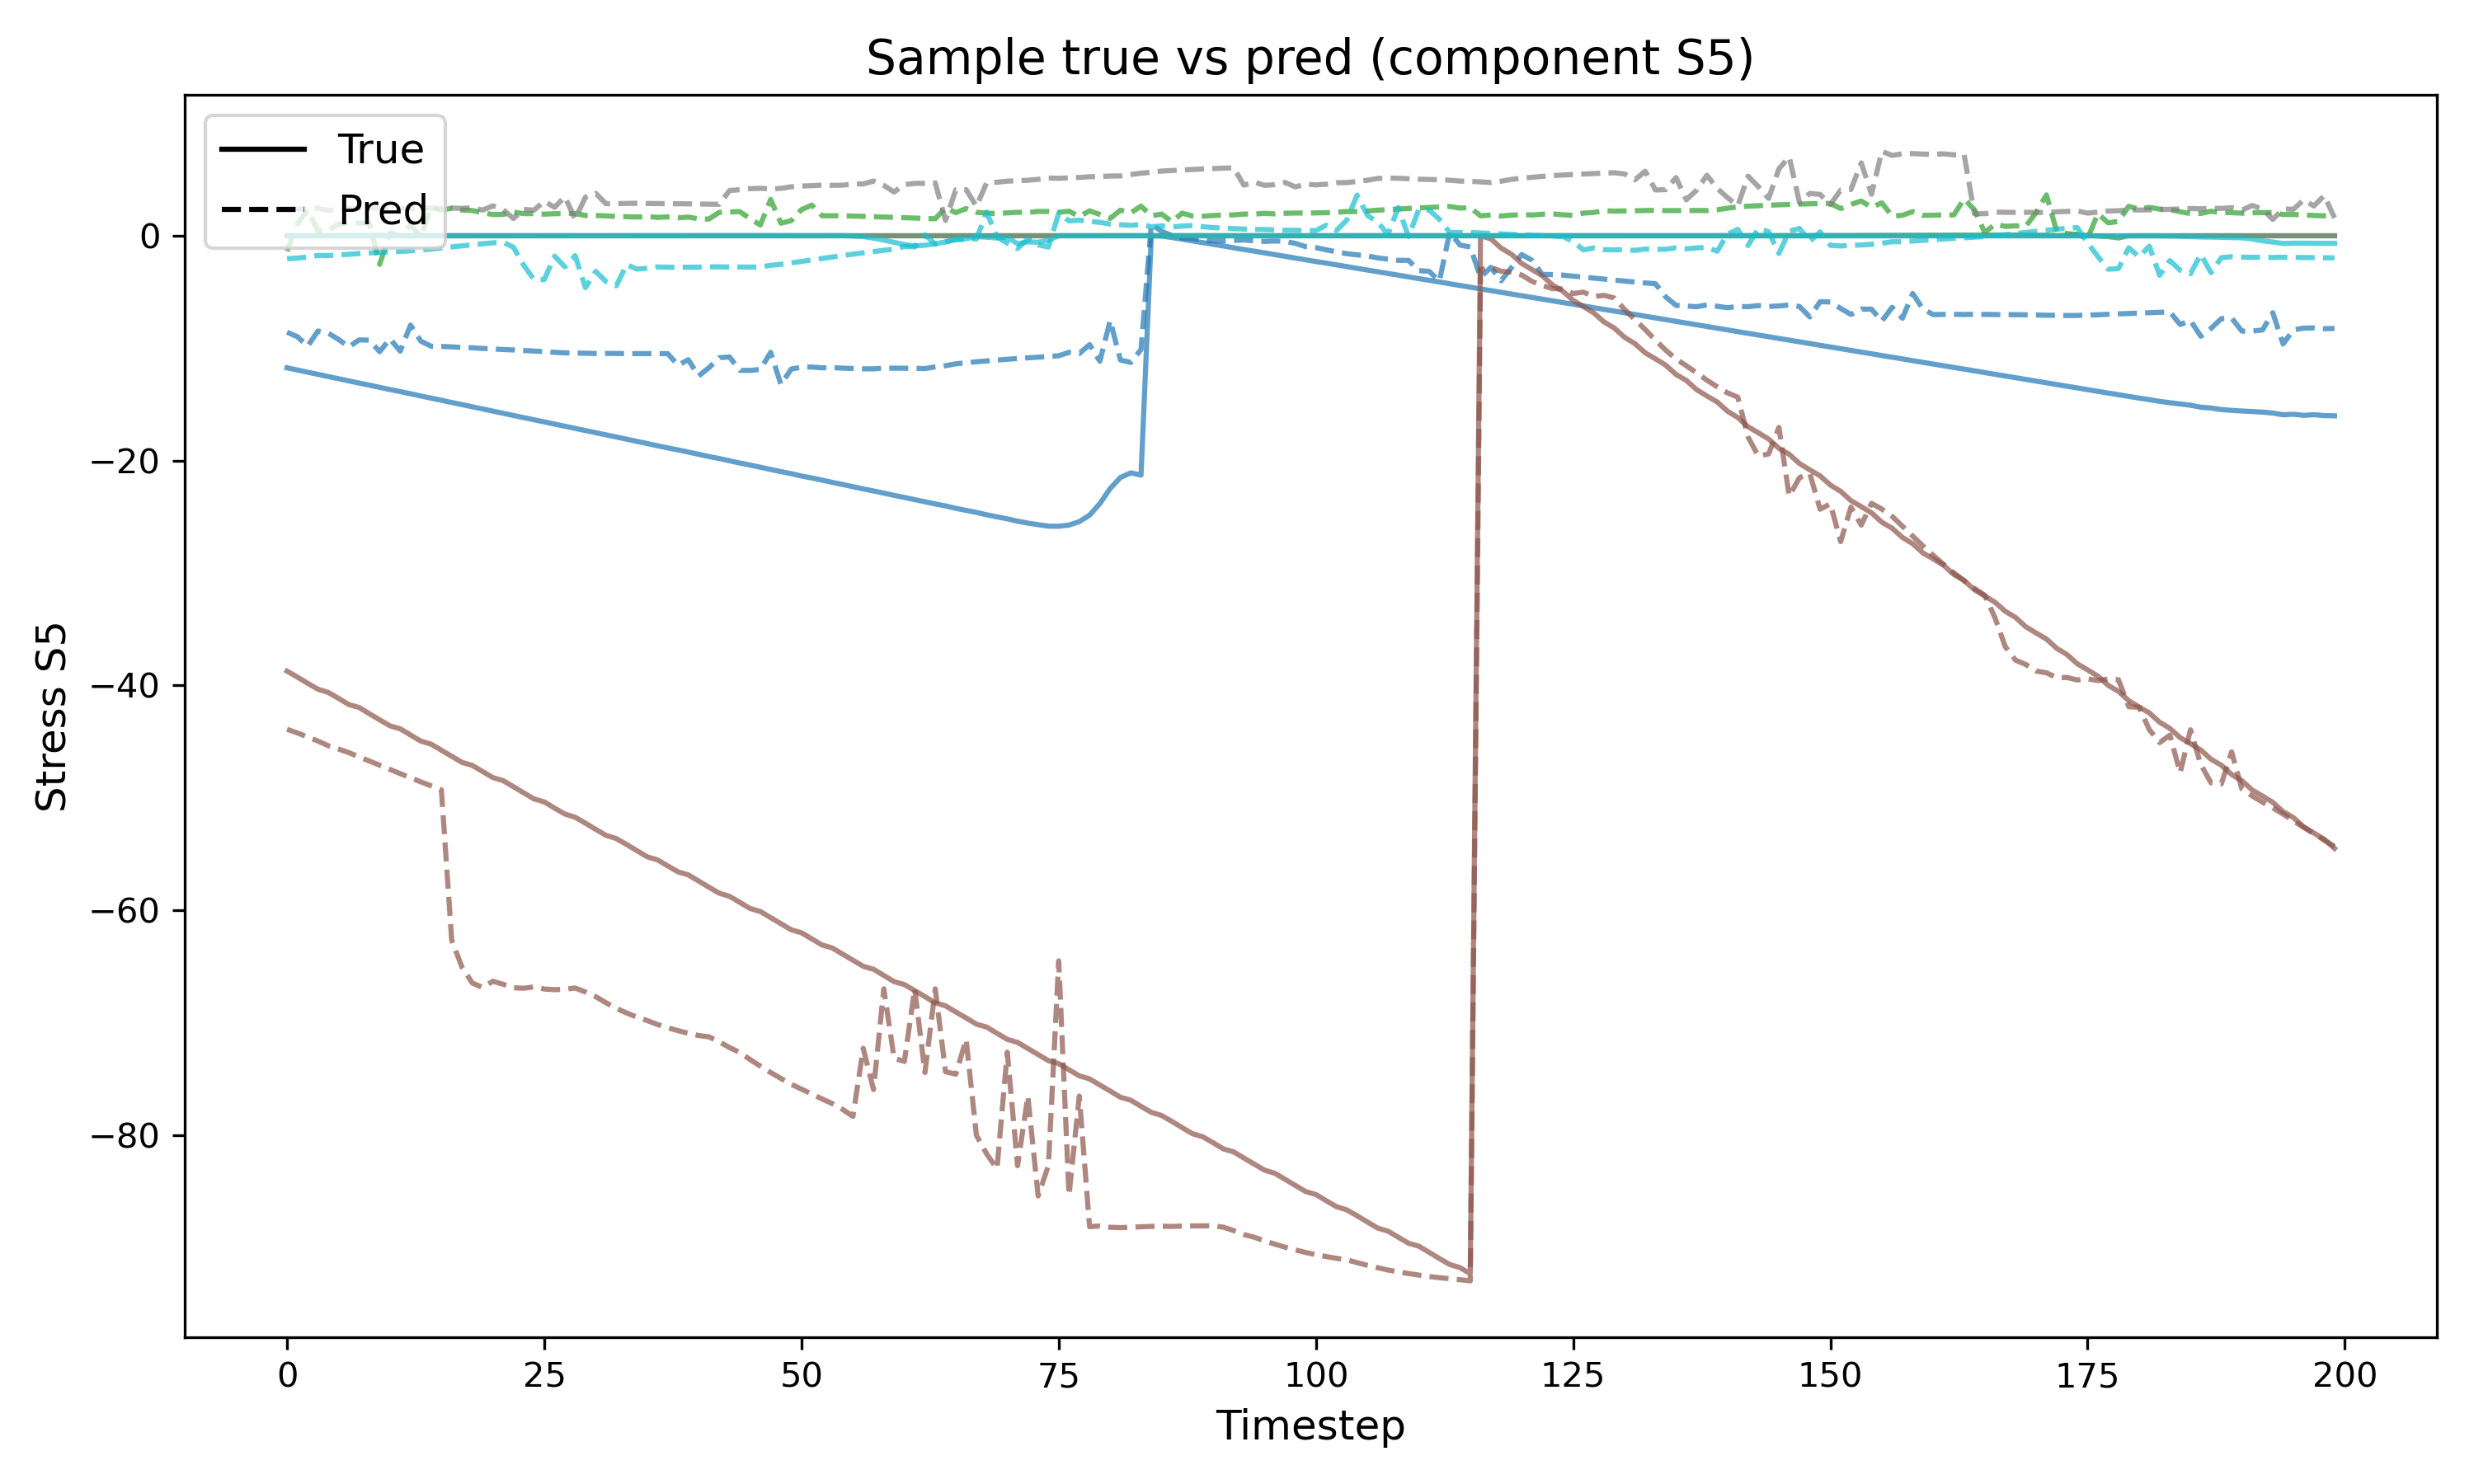 Sample true vs pred (component S5)
True
Pred
0
−20
−40
−60
−80
Stress S5
0 25 50 75 100 125 150 175 200
Timestep